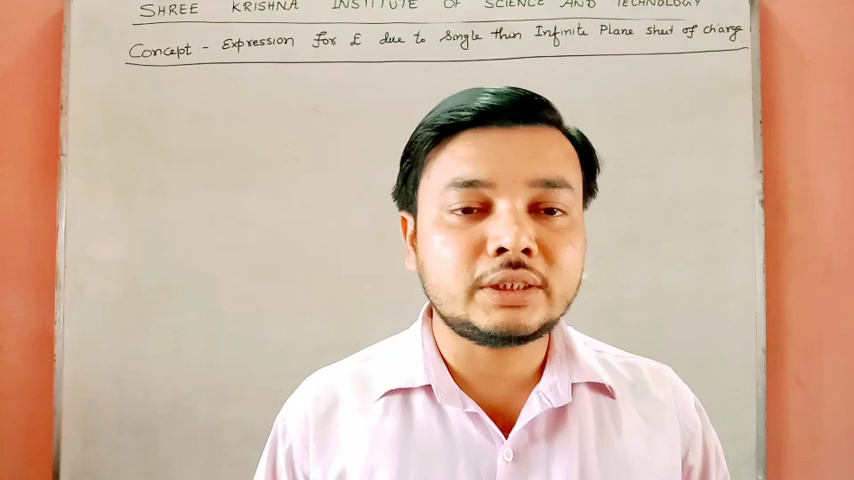 SHREE KRISHNA INSTITUTE OF SCIENCE AND TECHNOLOGY
Concept - Expression for E due to Single thin Infinite Plane sheet of charge